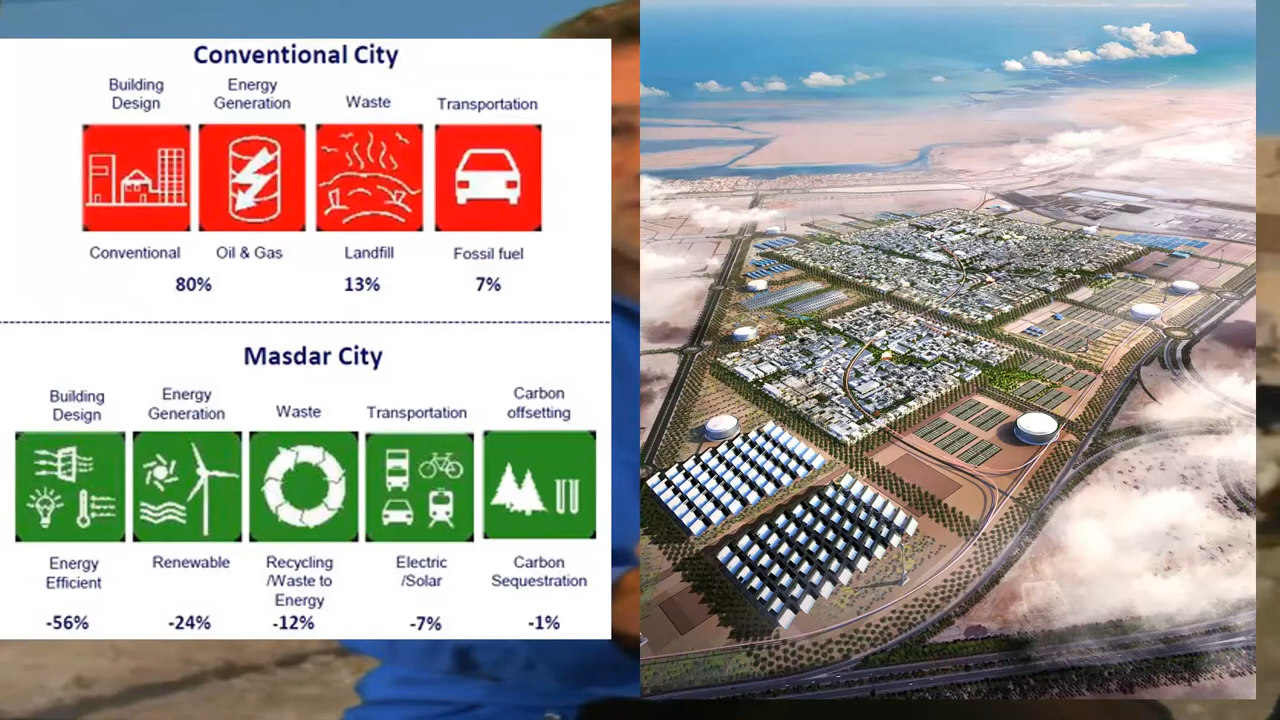 Conventional City
Building
Design
Energy
Generation
Waste
Transportation
Conventional
Oil & Gas
Landfill
Fossil fuel
80%
13%
7%
Masdar City
Building
Design
Energy
Generation
Waste
Transportation
Carbon
offsetting
Energy
Efficient
Renewable
Recycling
/Waste to
Energy
Electric
/Solar
Carbon
Sequestration
-56%
-24%
-12%
-7%
-1%